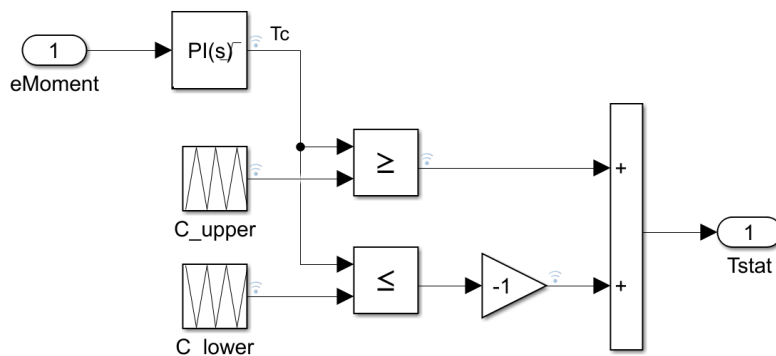 1
eMoment
PI(s)
Tc
≥
C_upper
+
1
Tstat
≤
-1
+
C_lower